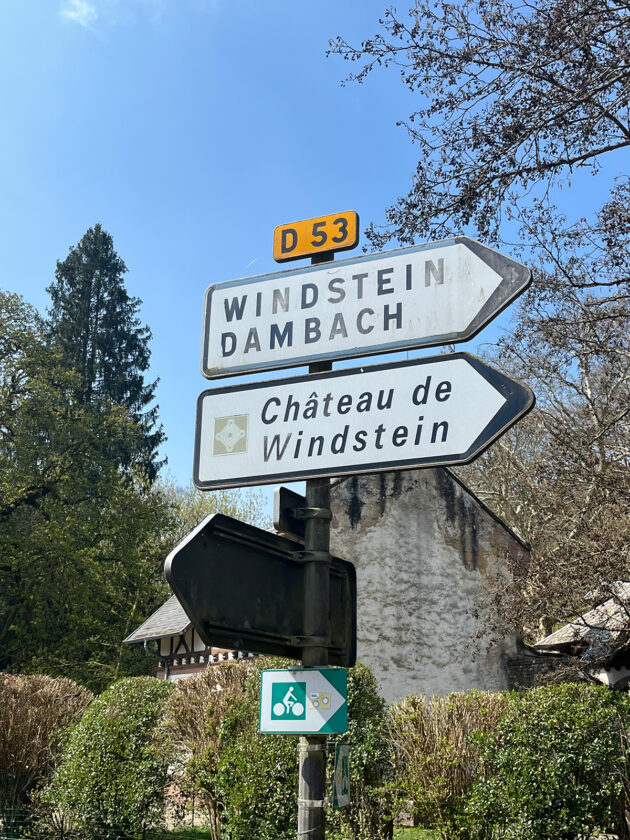 D 53
WINDSTEIN
DAMBACH
Château de
Windstein